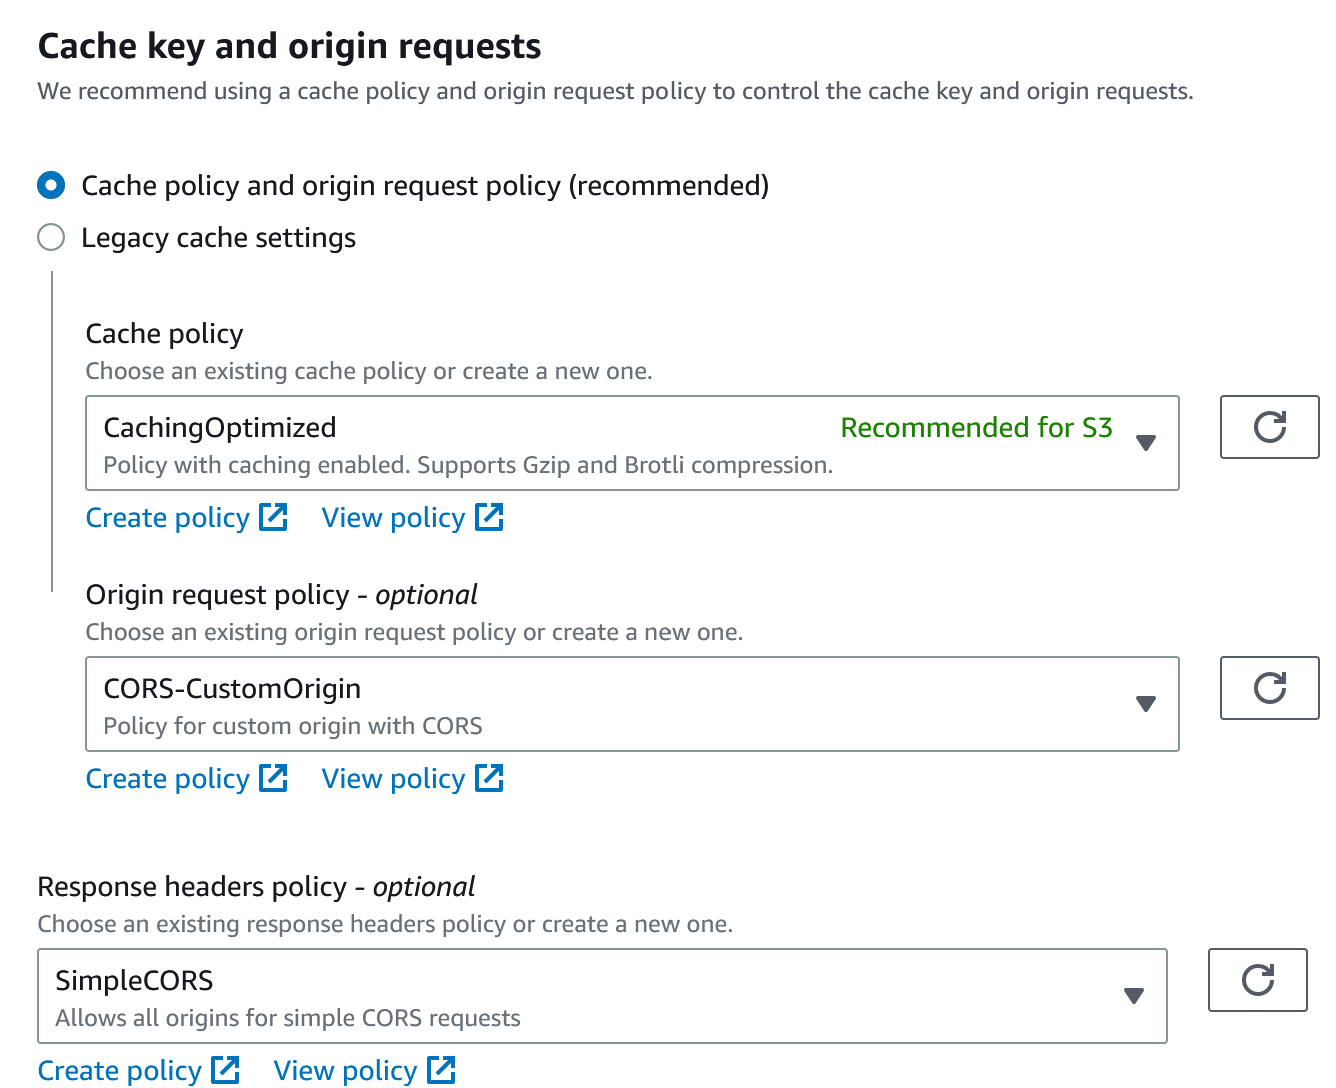 Cache key and origin requests
We recommend using a cache policy and origin request policy to control the cache key and origin requests.
Cache policy and origin request policy (recommended)
Legacy cache settings
Cache policy
Choose an existing cache policy or create a new one.
CachingOptimized Recommended for S3
Policy with caching enabled. Supports Gzip and Brotli compression.
Create policy View policy
Origin request policy - optional
Choose an existing origin request policy or create a new one.
CORS-CustomOrigin
Policy for custom origin with CORS
Create policy View policy
Response headers policy - optional
Choose an existing response headers policy or create a new one.
SimpleCORS
Allows all origins for simple CORS requests
Create policy View policy